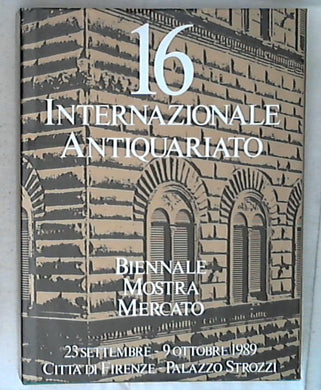 16
INTERNAZIONALE
ANTIQUARIATO
BIENNALE
MOSTRA
MERCATO
23 SETTEMBRE - 9 OTTOBRE 1989
CITTÀ DI FIRENZE - PALAZZO STROZZI